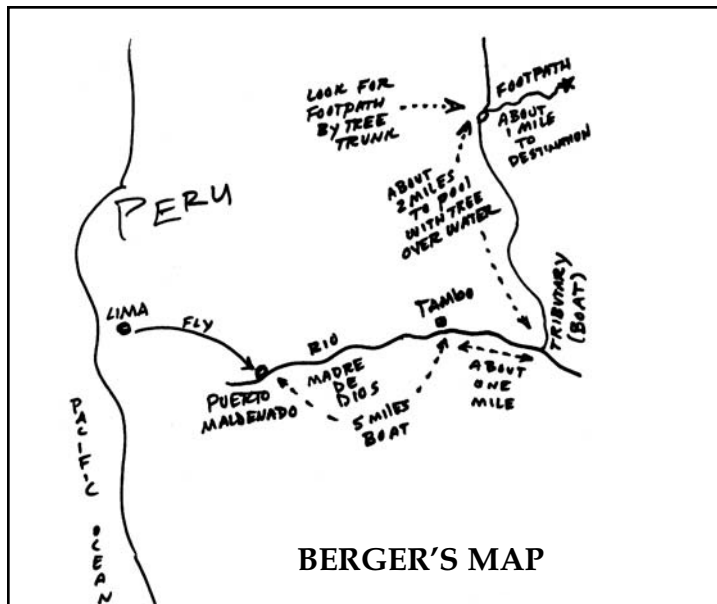 LOOK FOR
FOOTPATH
BY TREE
TRUNK
FOOTPATH
ABOUT
1 MILE
TO
DESTINATION
PERU
ABOUT
2 MILES
TO POOL
WITH TREE
OVER WATER
LIMA
FLY
TAMBO
TRIBUTARY
(BOAT)
RIO
MADRE
DE
DIOS
PUERTO
MALDENADO
5 MILES
BOAT
ABOUT
ONE
MILE
PACIFIC OCEAN
BERGER'S MAP